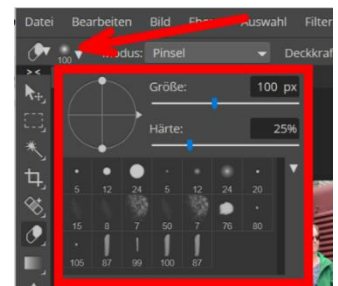 Datei Bearbeiten Bild Ebenen Auswahl Filter
100 Modus: Pinsel Deckkraf
Größe: 100 px
Härte: 25%
5 12 24 5 12 24 20
15 8 7 50 7 76 80
105 87 99 100 87